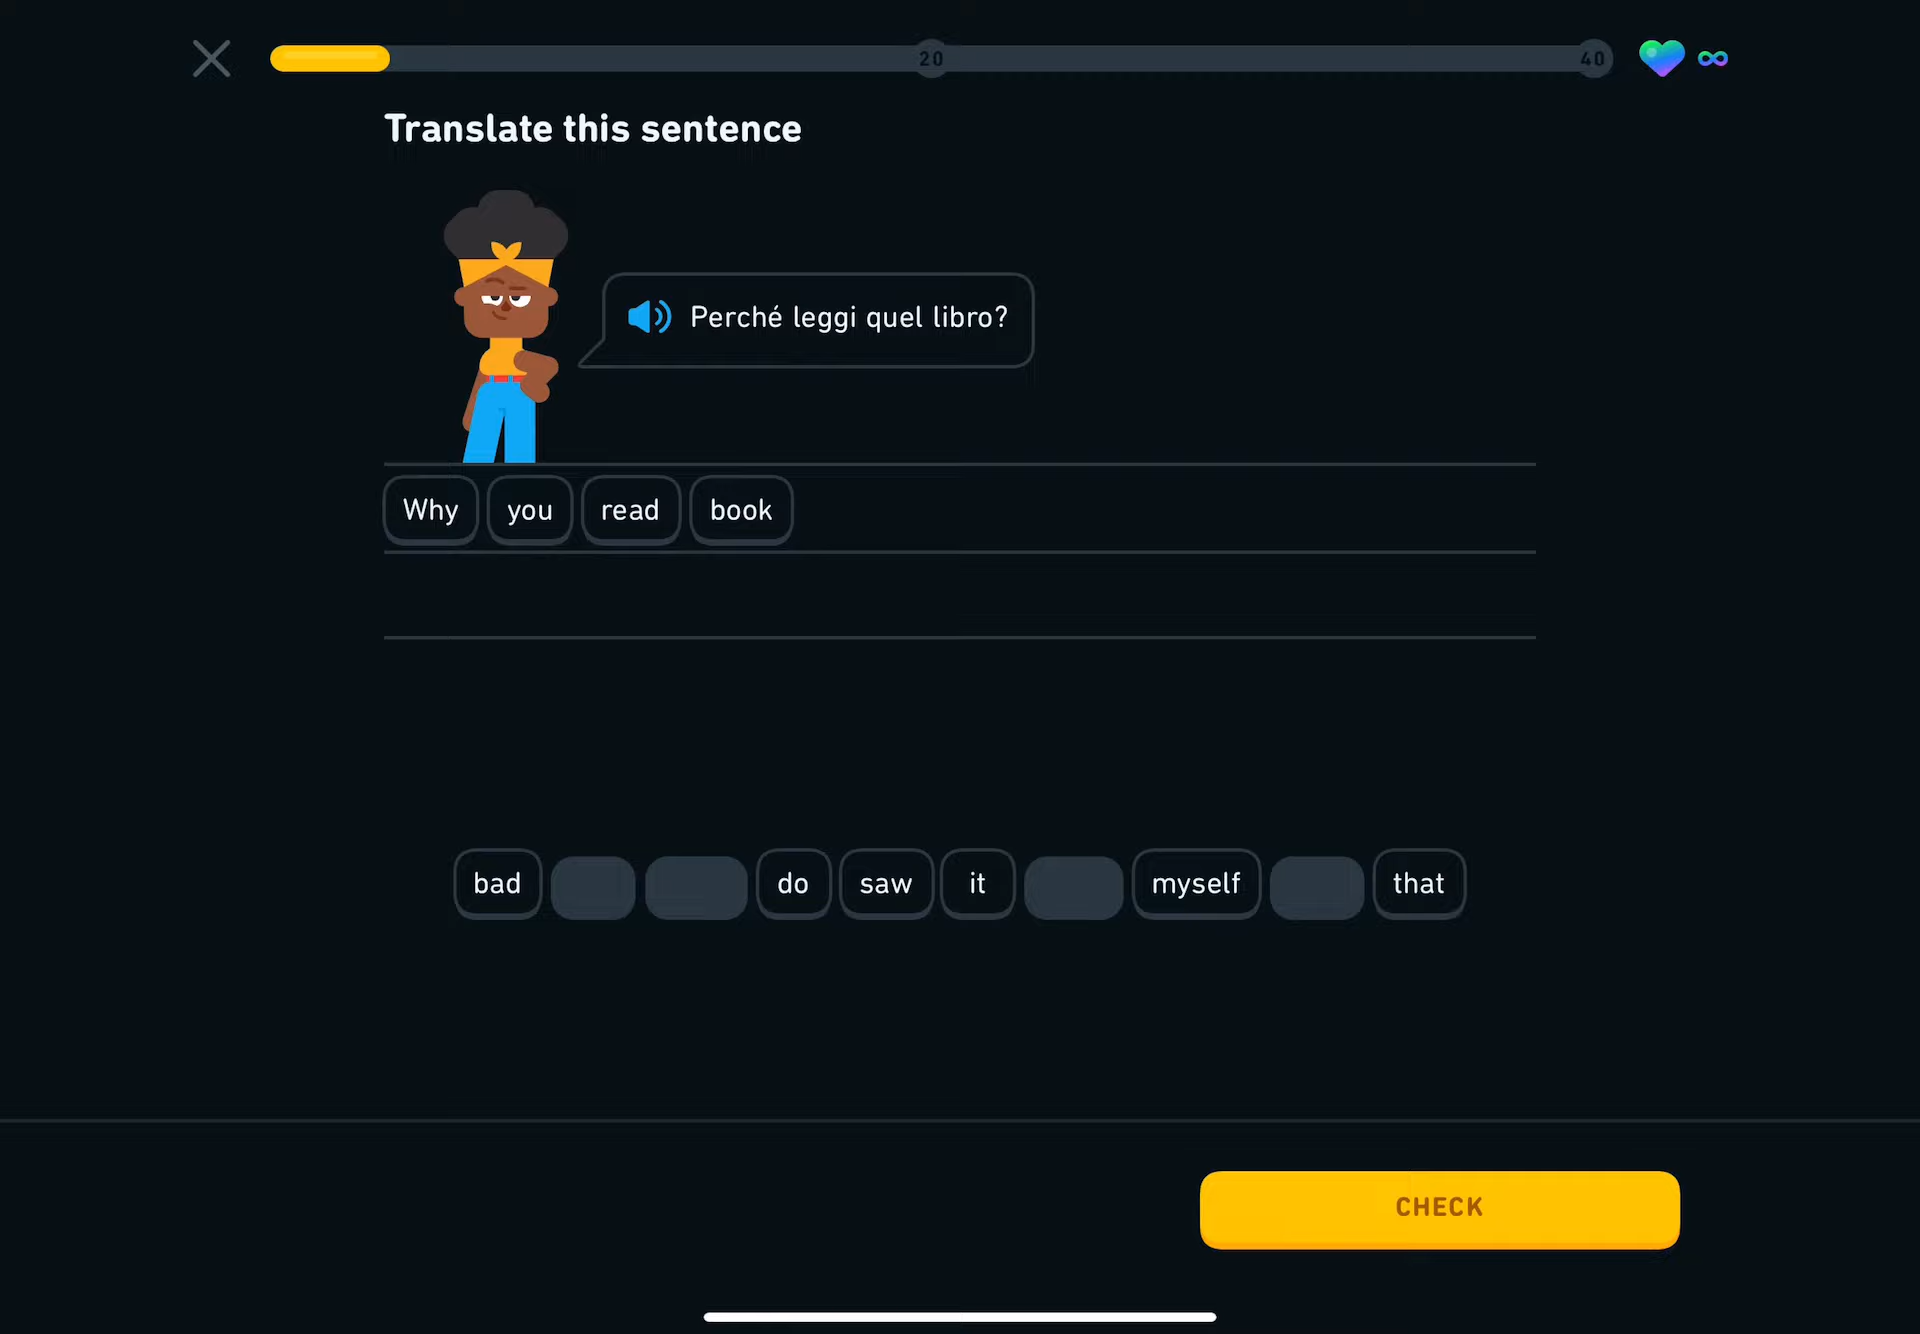 20 40
Translate this sentence
Perché leggi quel libro?
Why you read book
bad do saw it myself that
CHECK